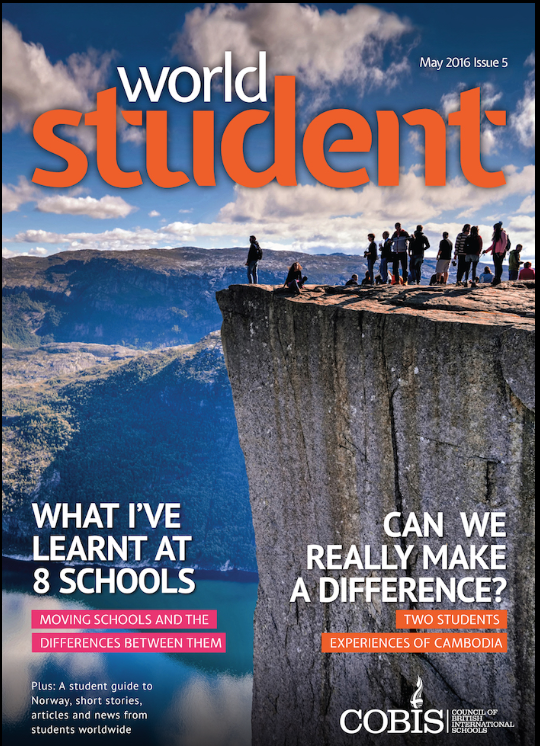 May 2016 Issue 5
world
student
WHAT I'VE
LEARNT AT
8 SCHOOLS
MOVING SCHOOLS AND THE
DIFFERENCES BETWEEN THEM
Plus: A student guide to
Norway, short stories,
articles and news from
students worldwide
CAN WE
REALLY MAKE
A DIFFERENCE?
TWO STUDENTS
EXPERIENCES OF CAMBODIA
COBIS
COUNCIL OF
BRITISH
INTERNATIONAL
SCHOOLS